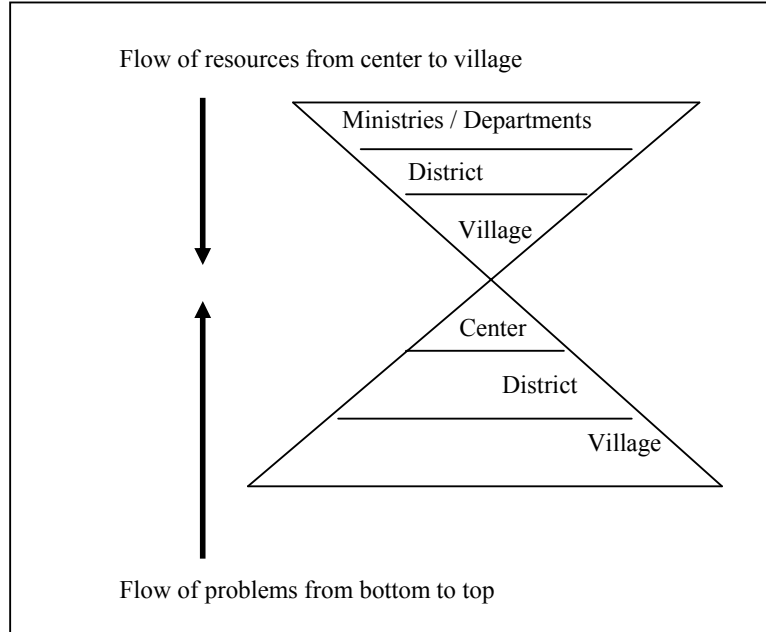 Flow of resources from center to village
Ministries / Departments
District
Village
Center
District
Village
Flow of problems from bottom to top